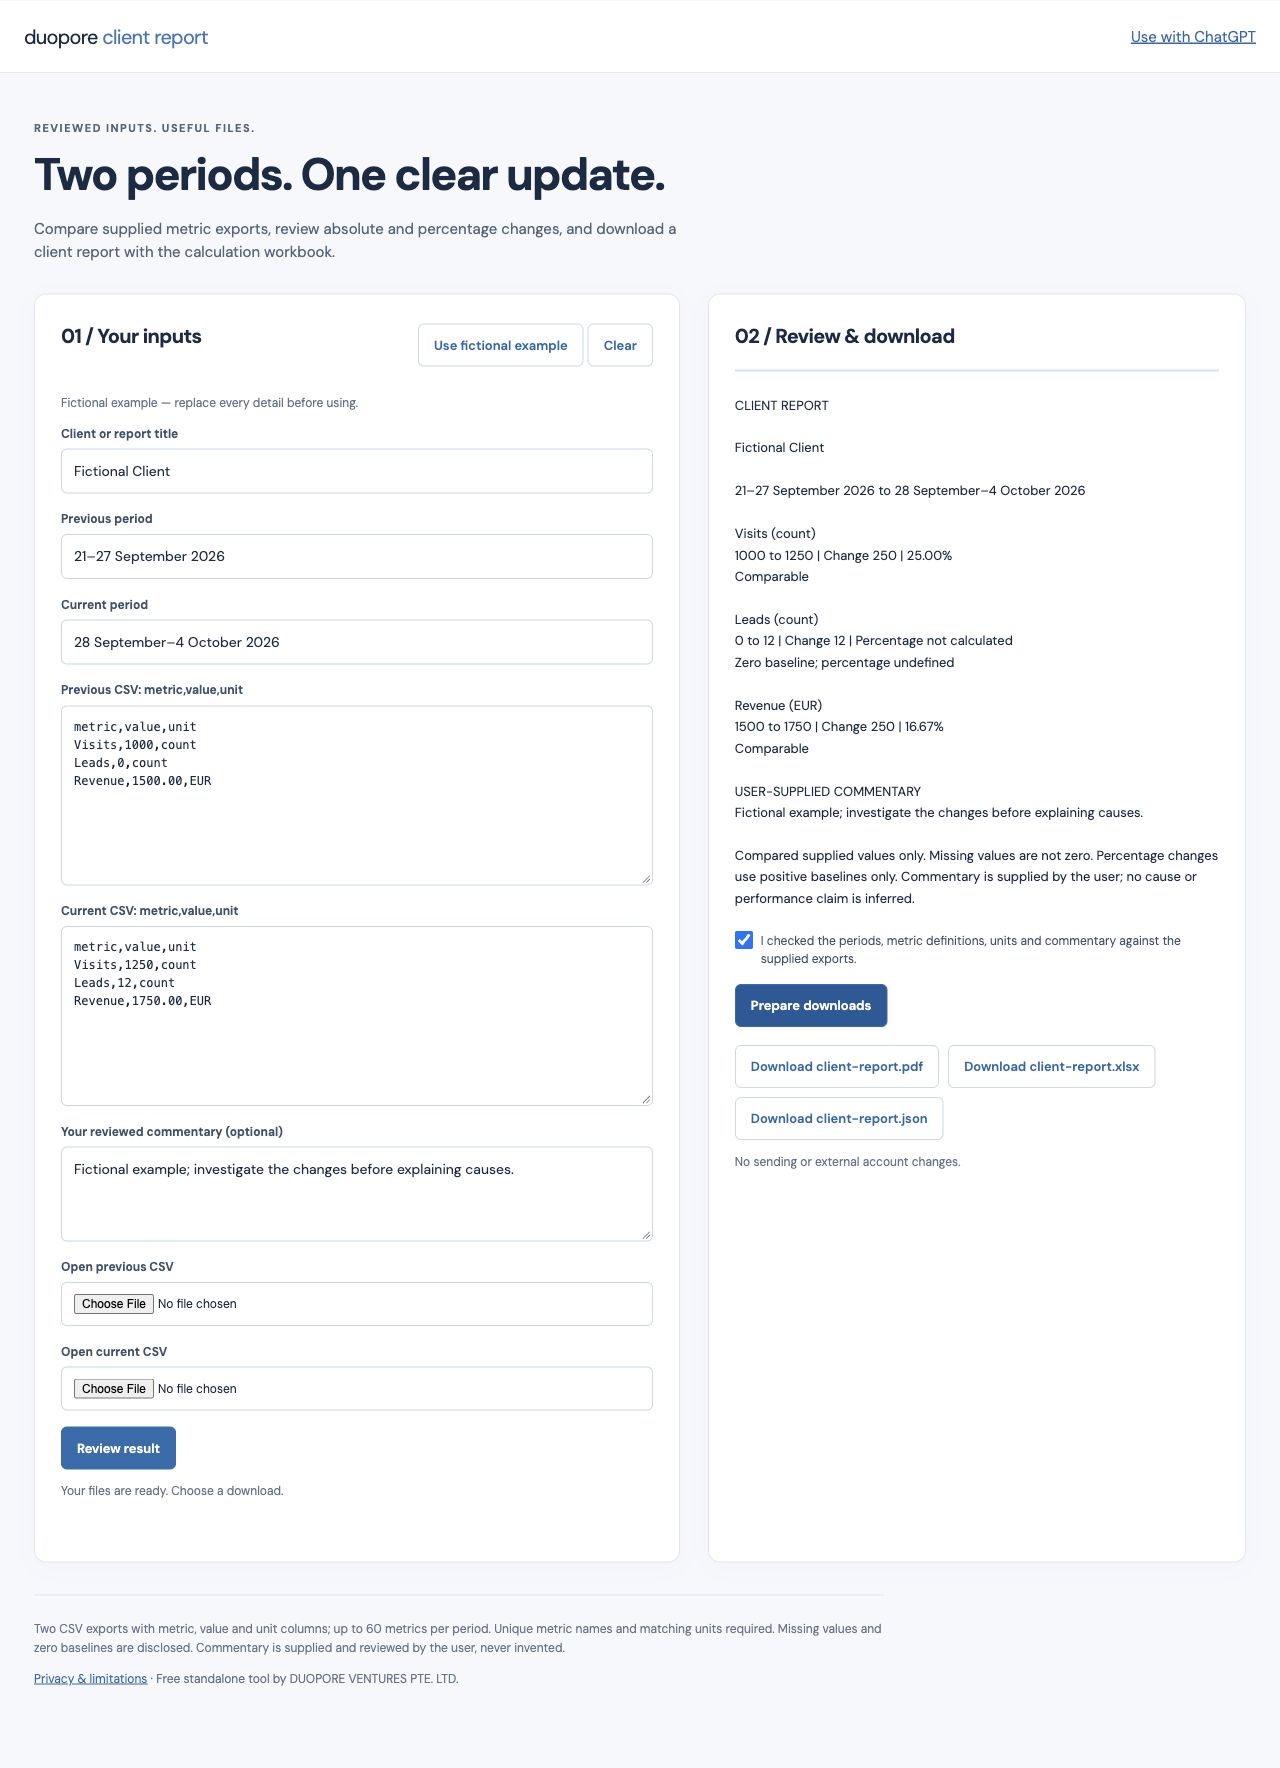 duopore client report
Use with ChatGPT
REVIEWED INPUTS. USEFUL FILES.
Two periods. One clear update.
Compare supplied metric exports, review absolute and percentage changes, and download a
client report with the calculation workbook.
01 / Your inputs
Use fictional example
Clear
Fictional example — replace every detail before using.
Client or report title
Fictional Client
Previous period
21–27 September 2026
Current period
28 September–4 October 2026
Previous CSV: metric,value,unit
metric,value,unit
Visits,1000,count
Leads,0,count
Revenue,1500.00,EUR
Current CSV: metric,value,unit
metric,value,unit
Visits,1250,count
Leads,12,count
Revenue,1750.00,EUR
Your reviewed commentary (optional)
Fictional example; investigate the changes before explaining causes.
Open previous CSV
Choose File No file chosen
Open current CSV
Choose File No file chosen
Review result
Your files are ready. Choose a download.
02 / Review & download
CLIENT REPORT
Fictional Client
21–27 September 2026 to 28 September–4 October 2026
Visits (count)
1000 to 1250 | Change 250 | 25.00%
Comparable
Leads (count)
0 to 12 | Change 12 | Percentage not calculated
Zero baseline; percentage undefined
Revenue (EUR)
1500 to 1750 | Change 250 | 16.67%
Comparable
USER-SUPPLIED COMMENTARY
Fictional example; investigate the changes before explaining causes.
Compared supplied values only. Missing values are not zero. Percentage changes
use positive baselines only. Commentary is supplied by the user; no cause or
performance claim is inferred.
I checked the periods, metric definitions, units and commentary against the
supplied exports.
Prepare downloads
Download client-report.pdf
Download client-report.xlsx
Download client-report.json
No sending or external account changes.
Two CSV exports with metric, value and unit columns; up to 60 metrics per period. Unique metric names and matching units required. Missing values and
zero baselines are disclosed. Commentary is supplied and reviewed by the user, never invented.
Privacy & limitations · Free standalone tool by DUOPORE VENTURES PTE. LTD.